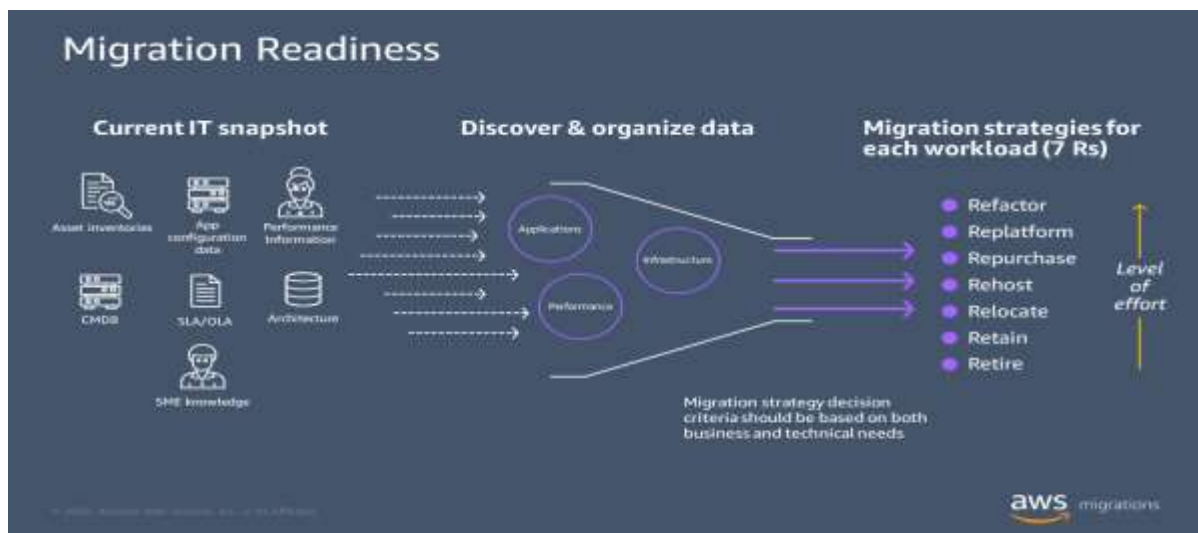 Migration Readiness
Current IT snapshot
Asset inventories
App
configuration
data
Performance
Information
CMDB
SLA/OLA
Architecture
SME knowledge
Discover & organize data
Applications
Infrastructure
Performance
Migration strategy decision
criteria should be based on both
business and technical needs
Migration strategies for
each workload (7 Rs)
Refactor
Replatform
Repurchase
Rehost
Relocate
Retain
Retire
Level
of
effort
aws migrations